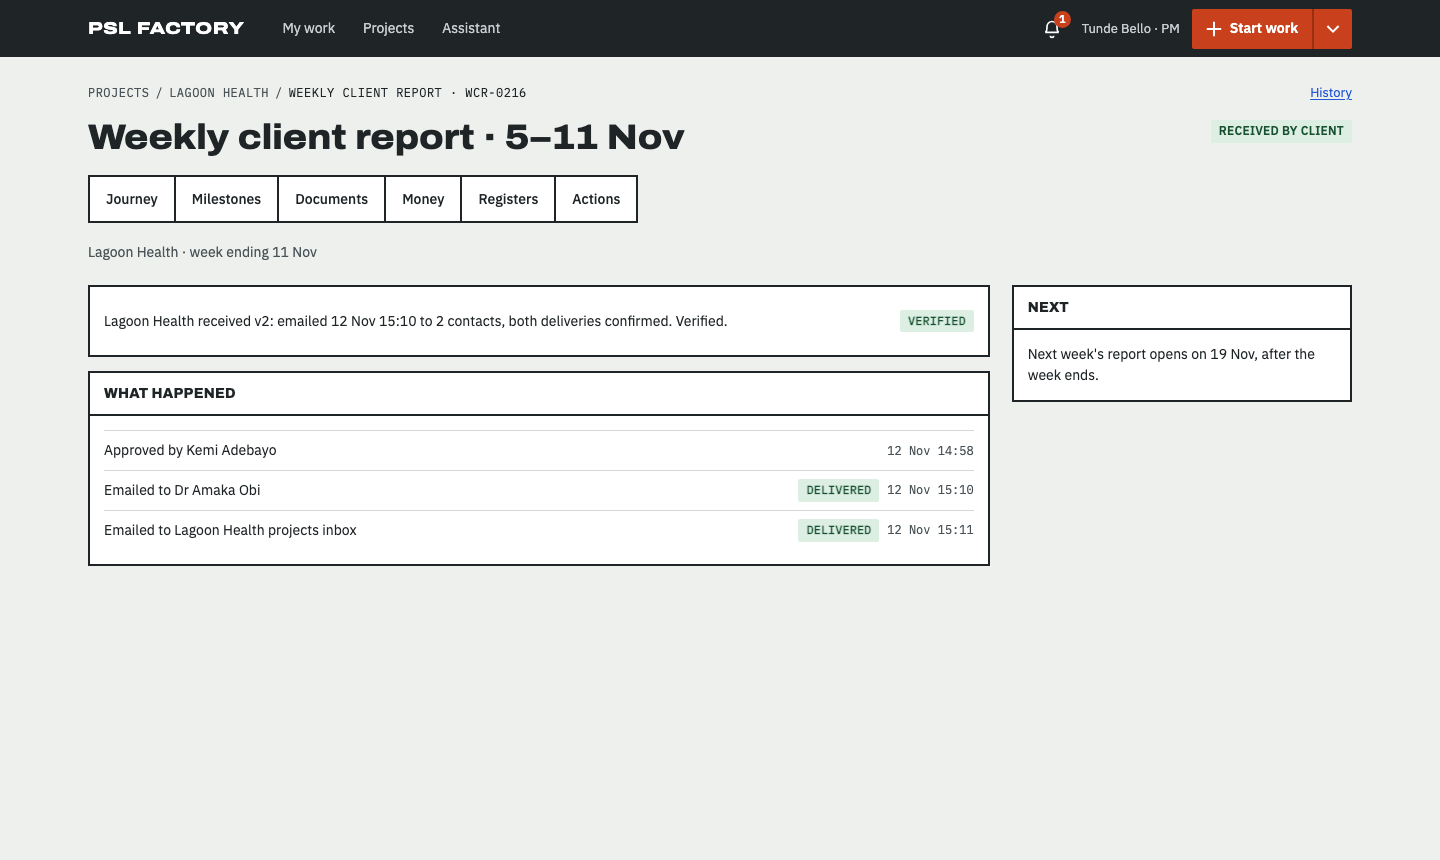 PSL FACTORY
My work
Projects
Assistant
1
Tunde Bello · PM
Start work
PROJECTS / LAGOON HEALTH / WEEKLY CLIENT REPORT · WCR-0216
History
Weekly client report · 5–11 Nov
RECEIVED BY CLIENT
Journey
Milestones
Documents
Money
Registers
Actions
Lagoon Health · week ending 11 Nov
Lagoon Health received v2: emailed 12 Nov 15:10 to 2 contacts, both deliveries confirmed. Verified.
VERIFIED
WHAT HAPPENED
Approved by Kemi Adebayo
12 Nov 14:58
Emailed to Dr Amaka Obi
DELIVERED
12 Nov 15:10
Emailed to Lagoon Health projects inbox
DELIVERED
12 Nov 15:11
NEXT
Next week's report opens on 19 Nov, after the
week ends.